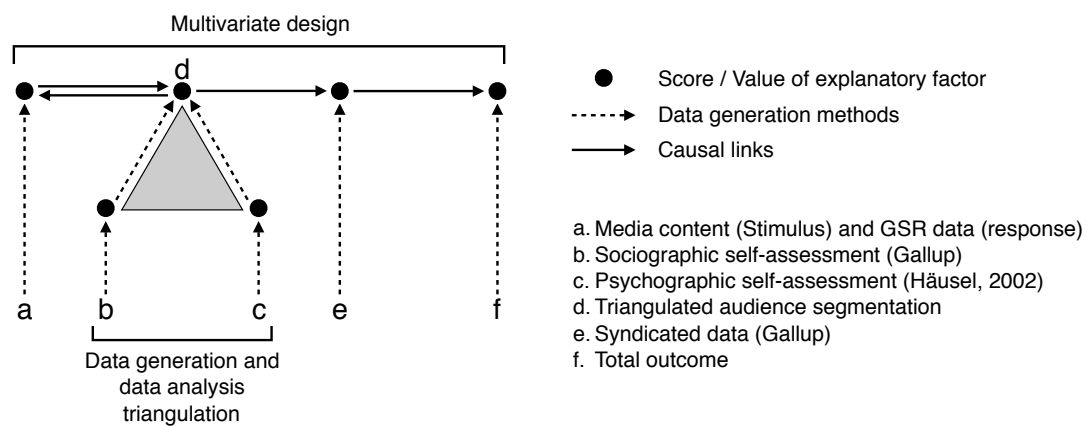 Multivariate design
d
Score / Value of explanatory factor
Data generation methods
Causal links
a. Media content (Stimulus) and GSR data (response)
b. Sociographic self-assessment (Gallup)
c. Psychographic self-assessment (Häusel, 2002)
d. Triangulated audience segmentation
e. Syndicated data (Gallup)
f. Total outcome
a b c e f
Data generation and
data analysis
triangulation